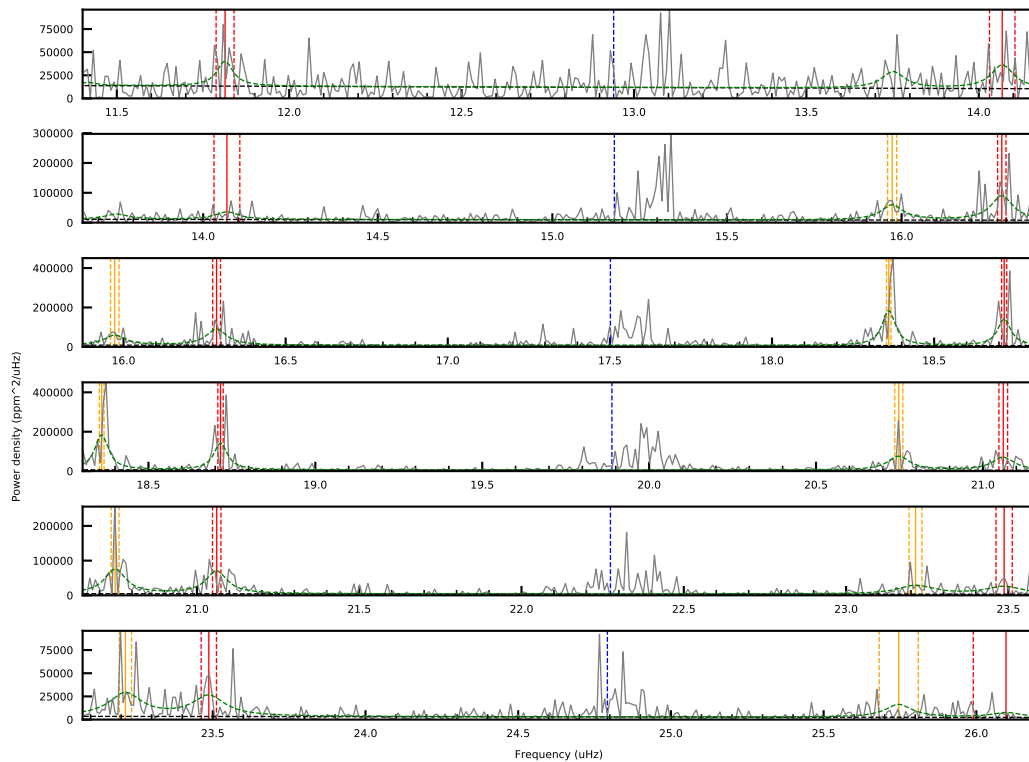 75000
50000
25000
0
11.5 12.0 12.5 13.0 13.5 14.0
300000
200000
100000
0
14.0 14.5 15.0 15.5 16.0
400000
200000
0
16.0 16.5 17.0 17.5 18.0 18.5
Power density (ppm^2/uHz)
400000
200000
0
18.5 19.0 19.5 20.0 20.5 21.0
200000
100000
0
21.0 21.5 22.0 22.5 23.0 23.5
75000
50000
25000
0
23.5 24.0 24.5 25.0 25.5 26.0
Frequency (uHz)